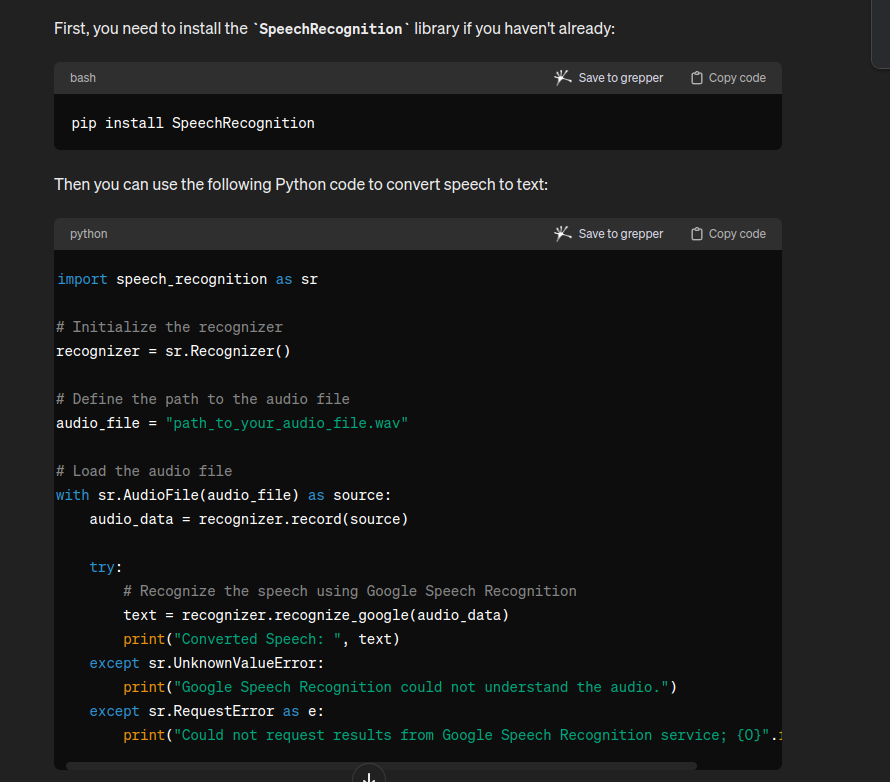 First, you need to install the `SpeechRecognition` library if you haven't already:
bash
Save to grepper
Copy code
pip install SpeechRecognition
Then you can use the following Python code to convert speech to text:
python
Save to grepper
Copy code
import speech_recognition as sr
# Initialize the recognizer
recognizer = sr.Recognizer()
# Define the path to the audio file
audio_file = "path_to_your_audio_file.wav"
# Load the audio file
with sr.AudioFile(audio_file) as source:
    audio_data = recognizer.record(source)
    try:
        # Recognize the speech using Google Speech Recognition
        text = recognizer.recognize_google(audio_data)
        print("Converted Speech: ", text)
    except sr.UnknownValueError:
        print("Google Speech Recognition could not understand the audio.")
    except sr.RequestError as e:
        print("Could not request results from Google Speech Recognition service; {0}".